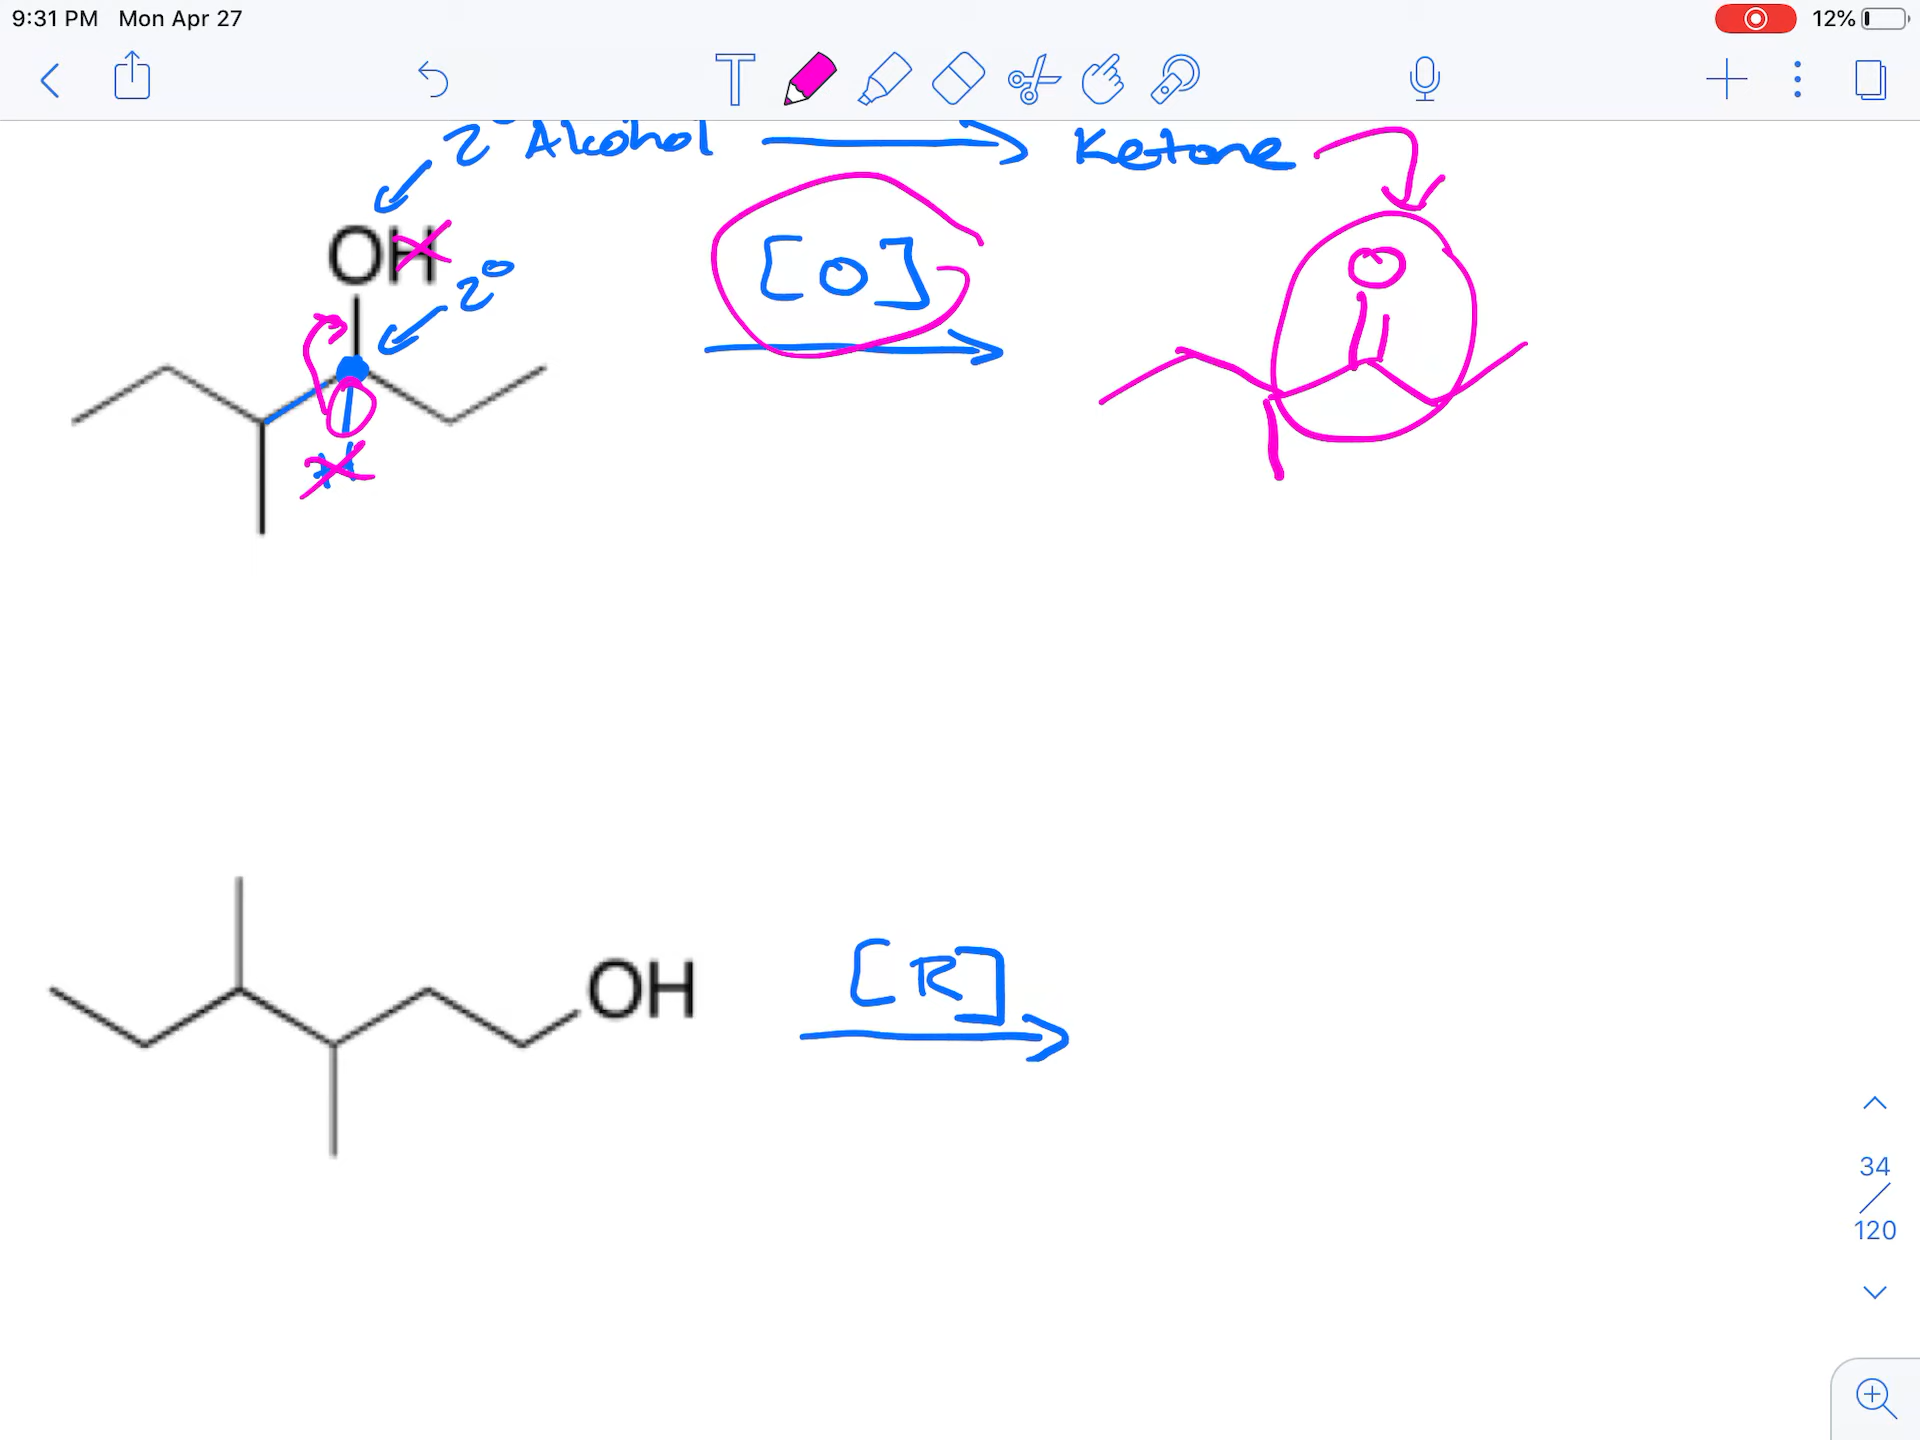 9:31 PM Mon Apr 27 12%
T
2° Alcohol Ketone
OH
2°
[O]
O
H
[R]
OH
34
/
120